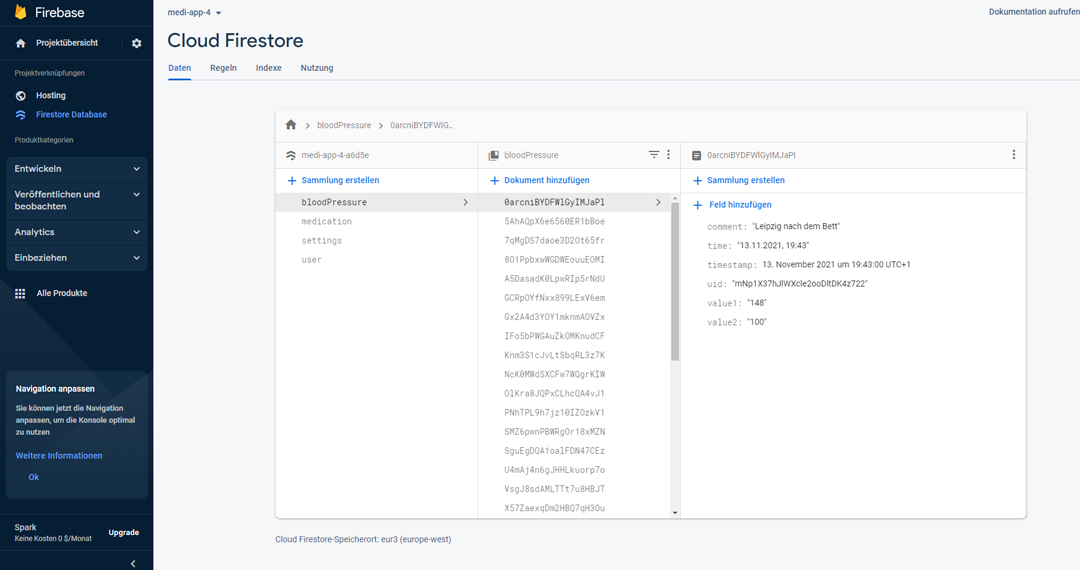 Firebase
Projektübersicht
Projektverknüpfungen
Hosting
Firestore Database
Produktkategorien
Entwickeln
Veröffentlichen und
beobachten
Analytics
Einbeziehen
Alle Produkte
Navigation anpassen
Sie können jetzt die Navigation
anpassen, um die Konsole optimal
zu nutzen
Weitere Informationen
Ok
Spark
Keine Kosten 0 $/Monat
Upgrade
medi-app-4
Dokumentation aufrufen
Cloud Firestore
Daten Regeln Indexe Nutzung
bloodPressure 0arcniBYDFWlG...
medi-app-4-a6d5e
Sammlung erstellen
bloodPressure
medication
settings
user
bloodPressure
Dokument hinzufügen
0arcniBYDFWlGyIMJaPl
5AhAQpX6e6560ER1bBoe
7qMgDS7daoe3D2Ot65fr
8O1PpbxwWGDWEouuEOMI
A5DasadK0LpwRIp5rNdU
GCRpOYfNxx899LExV6em
Gx2A4d3YOY1mknmAOVZx
IFo5bPWGAuZkOMKnudCF
Knm3S1cJvLtSbqRL3z7K
NcK0MWdSXCFw7WQgrKIW
OlKra8JQPxCLhcQA4vJ1
PNhTPL9h7jz10IZOzkV1
SMZ6pwnPBWRgOr18xMZN
SguEgDQA1oalFDN47CEz
U4mAj4n6gJHHLkuorp7o
VsgJ8sdAMLTTt7u8HBJT
X57ZaexqDm2HBQ7qH3Ou
0arcniBYDFWlGyIMJaPl
Sammlung erstellen
Feld hinzufügen
comment: "Leipzig nach dem Bett"
time: "13.11.2021, 19:43"
timestamp: 13. November 2021 um 19:43:00 UTC+1
uid: "mNp1X37hJlWXcle2ooDltDK4z722"
value1: "148"
value2: "100"
Cloud Firestore-Speicherort: eur3 (europe-west)